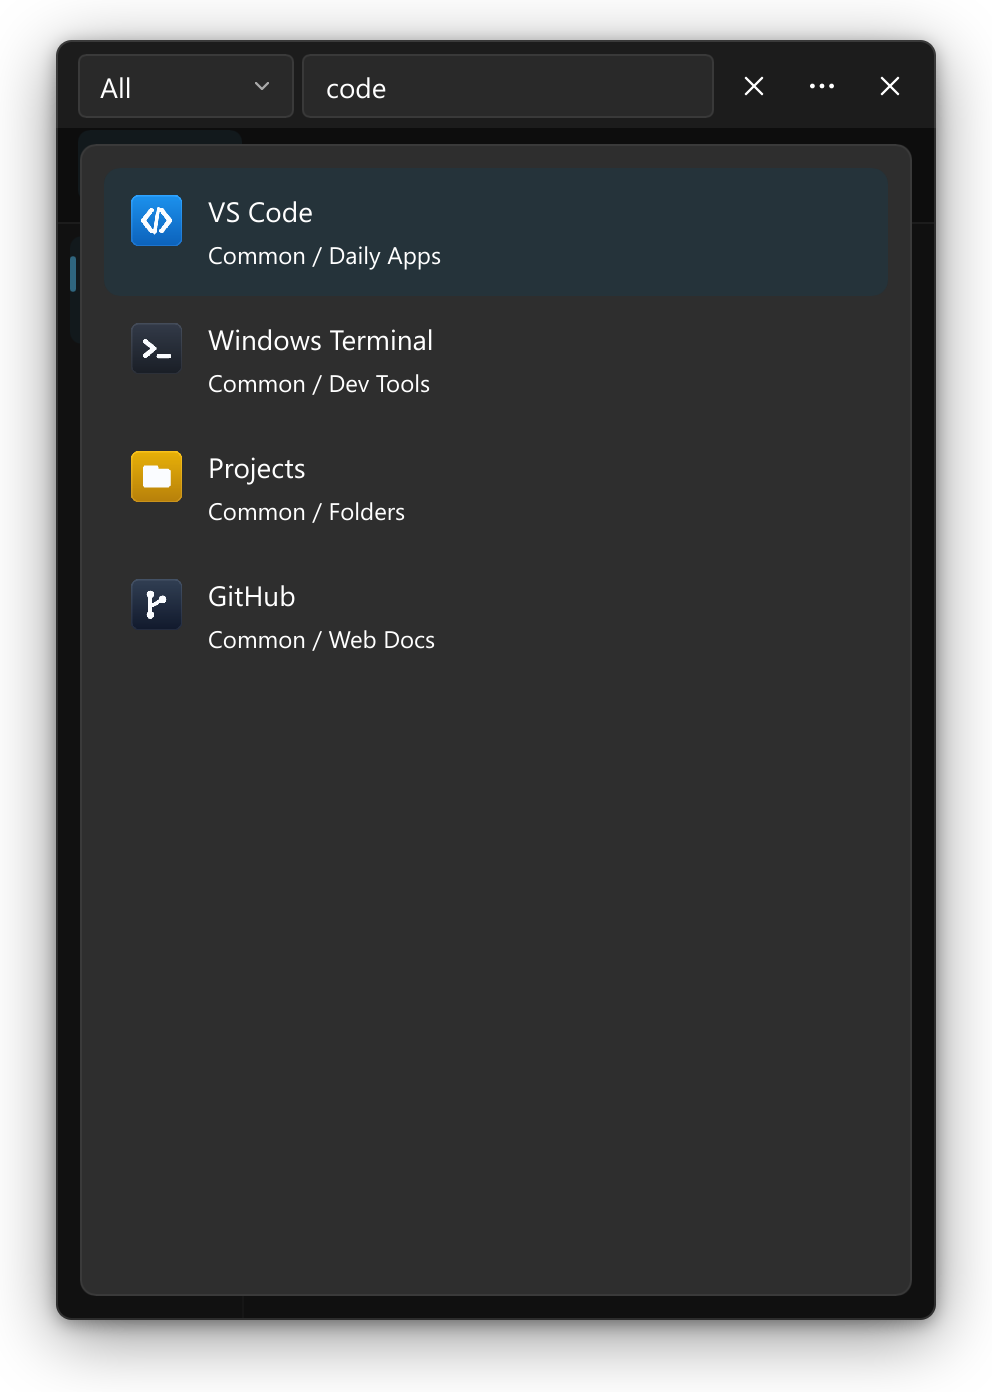 All
code
VS Code
Common / Daily Apps
Windows Terminal
Common / Dev Tools
Projects
Common / Folders
GitHub
Common / Web Docs